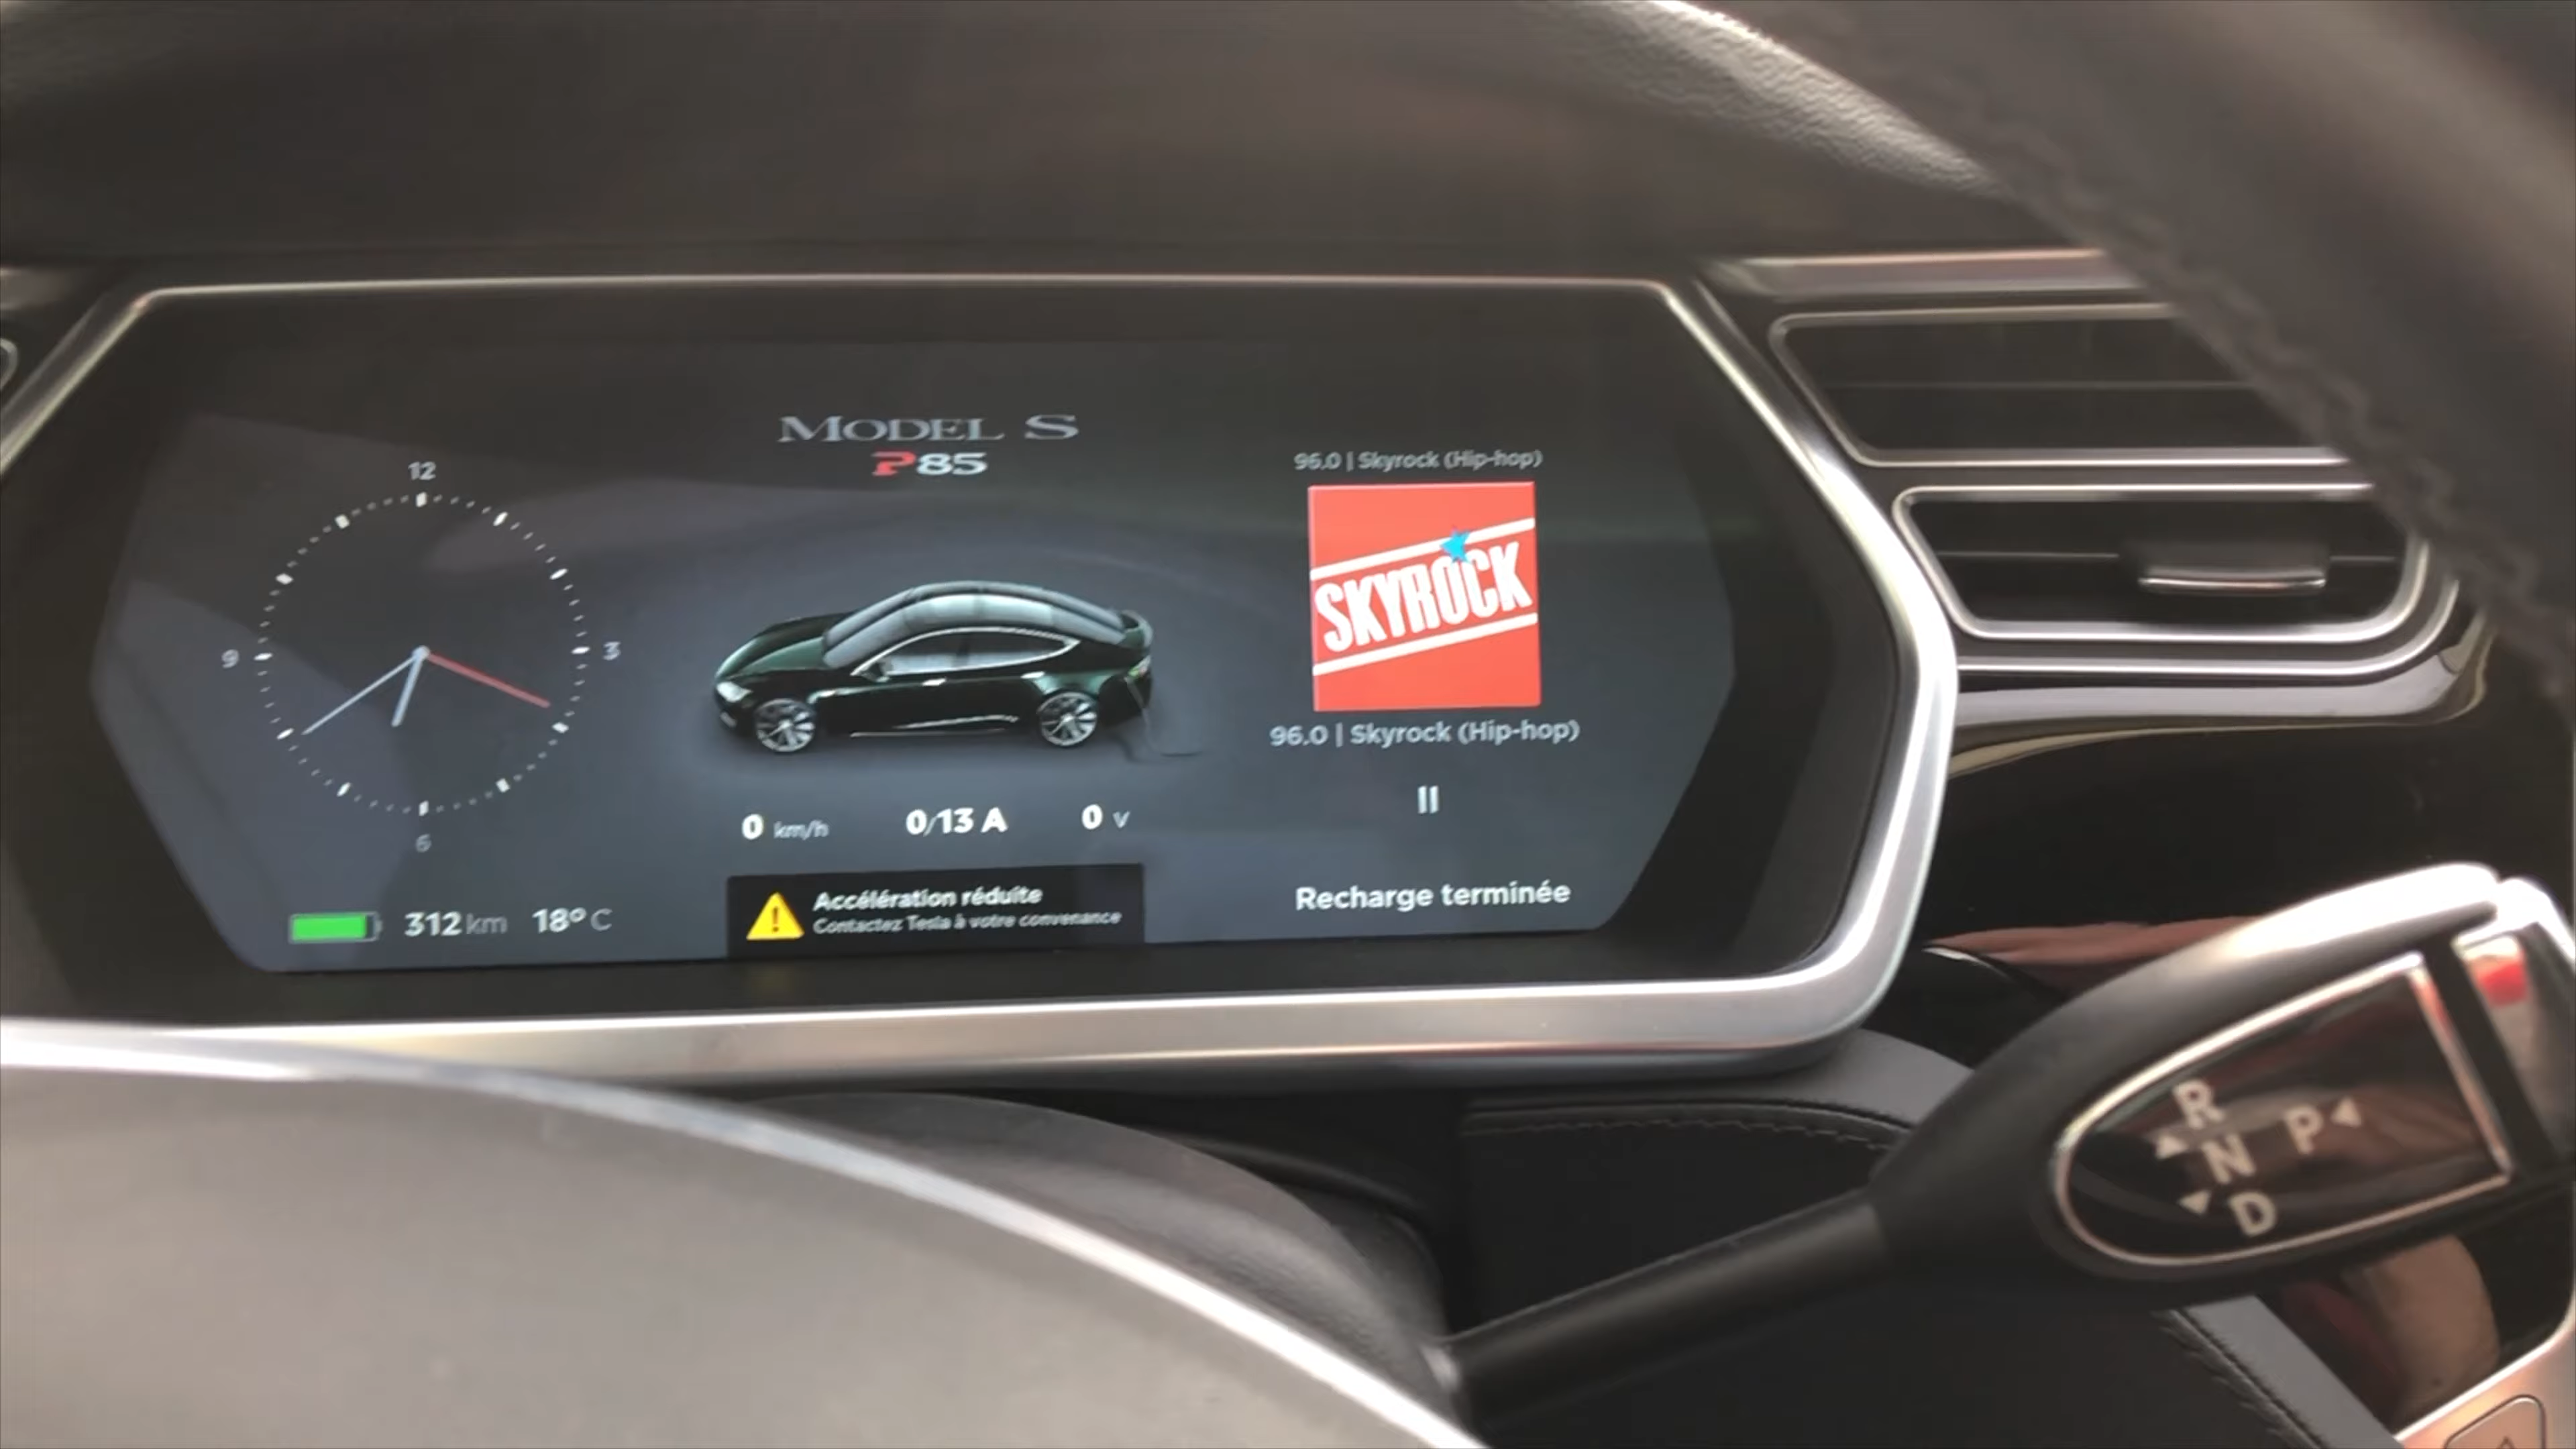 12
9
3
6
312 km 18° C
MODEL S
P85
0 km/h 0/13 A 0 V
Accélération réduite
Contactez Tesla à votre convenance
96.0 | Skyrock (Hip-hop)
SKYROCK
96.0 | Skyrock (Hip-hop)
Recharge terminée
R
N P
D